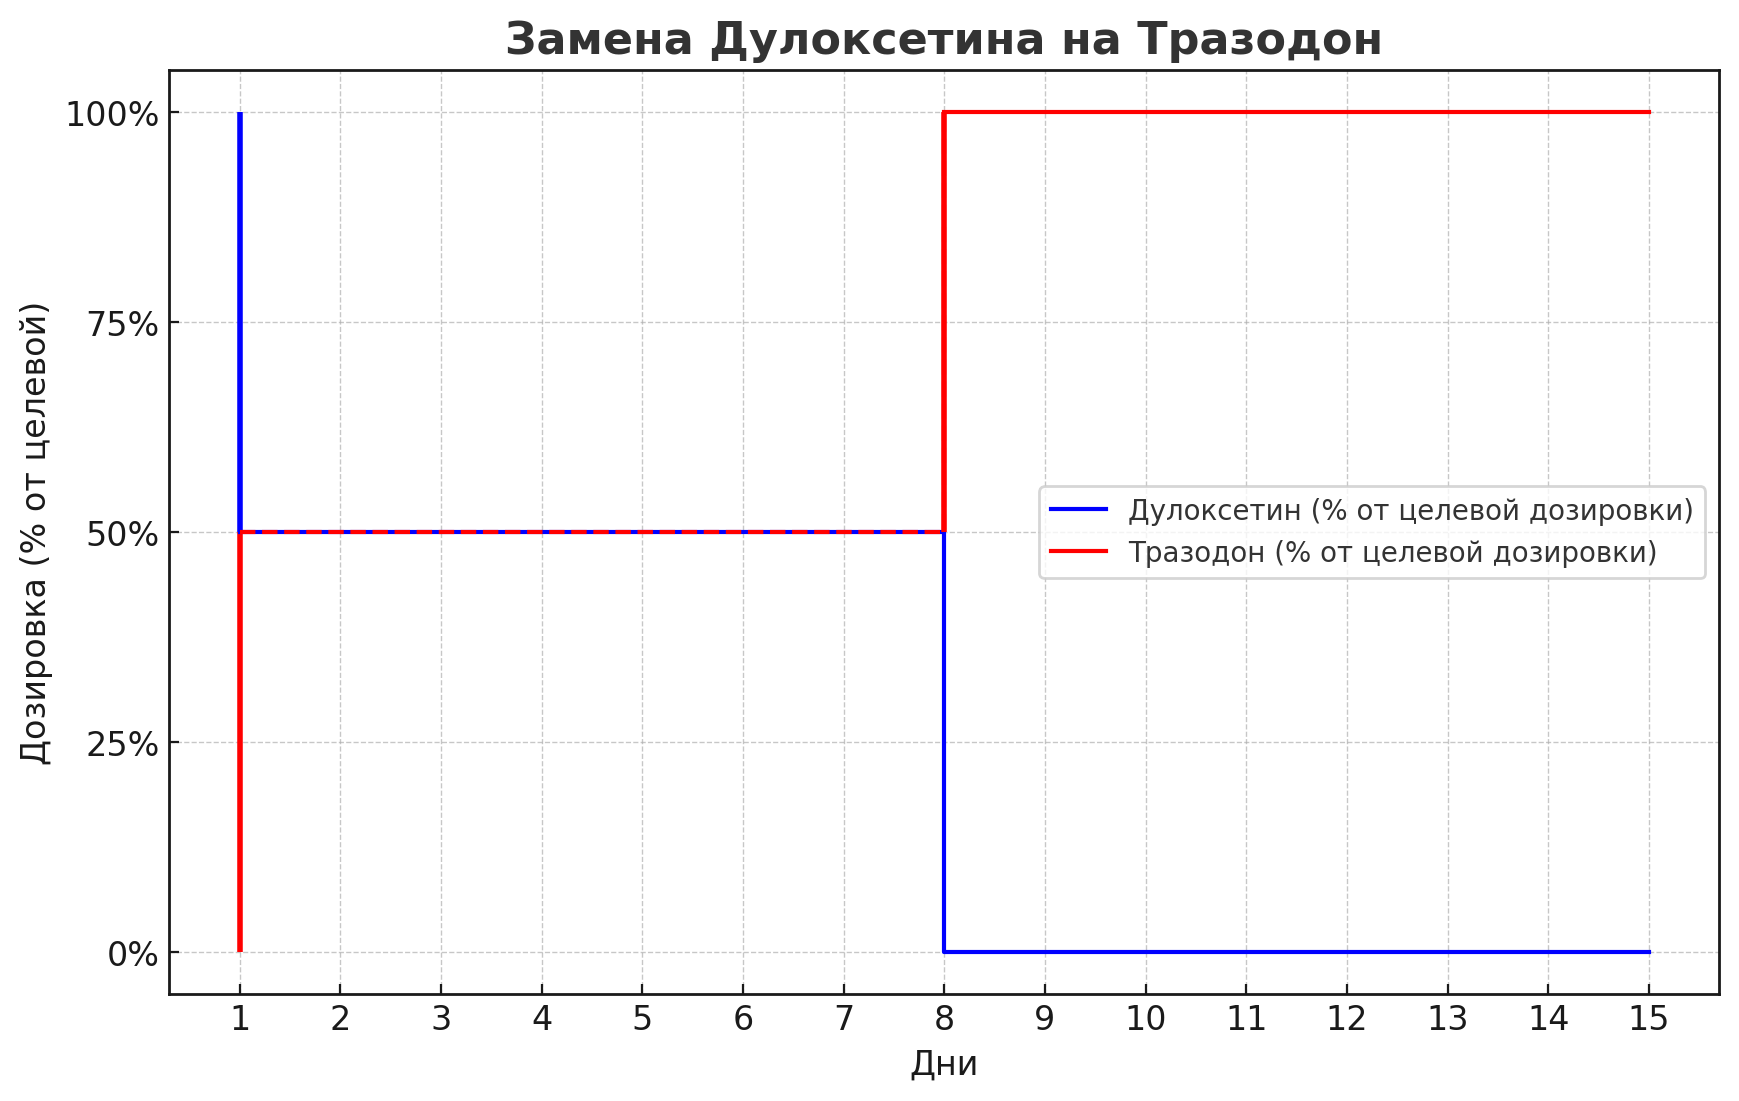 Замена Дулоксетина на Тразодон
Дозировка (% от целевой)
100%
75%
50%
25%
0%
Дулоксетин (% от целевой дозировки)
Тразодон (% от целевой дозировки)
1 2 3 4 5 6 7 8 9 10 11 12 13 14 15
Дни